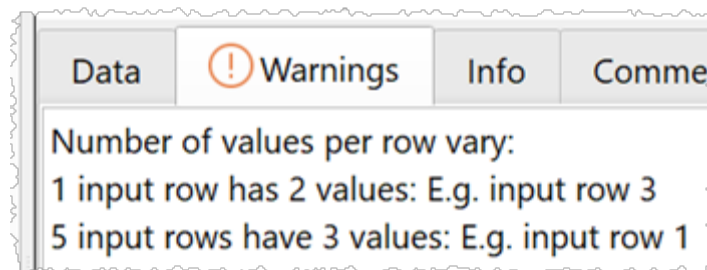 Data ! Warnings Info Comme
Number of values per row vary:
1 input row has 2 values: E.g. input row 3
5 input rows have 3 values: E.g. input row 1